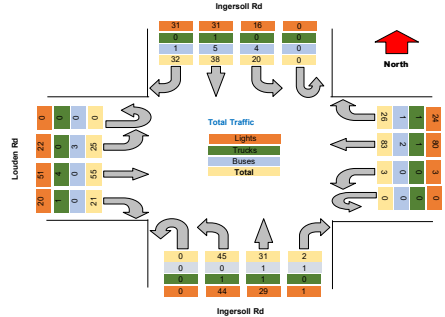 Ingersoll Rd
31 31 16 0
0 1 0 0
1 5 4 0
32 38 20 0
North
Louden Rd
0 0 0 0
22 0 3 25
51 4 0 55
20 1 0 21
Total Traffic
Lights
Trucks
Buses
Total
26 1 1 24
83 2 1 80
3 0 0 3
0 0 0 0
0 45 31 2
0 0 1 1
0 1 1 0
0 44 29 1
Ingersoll Rd